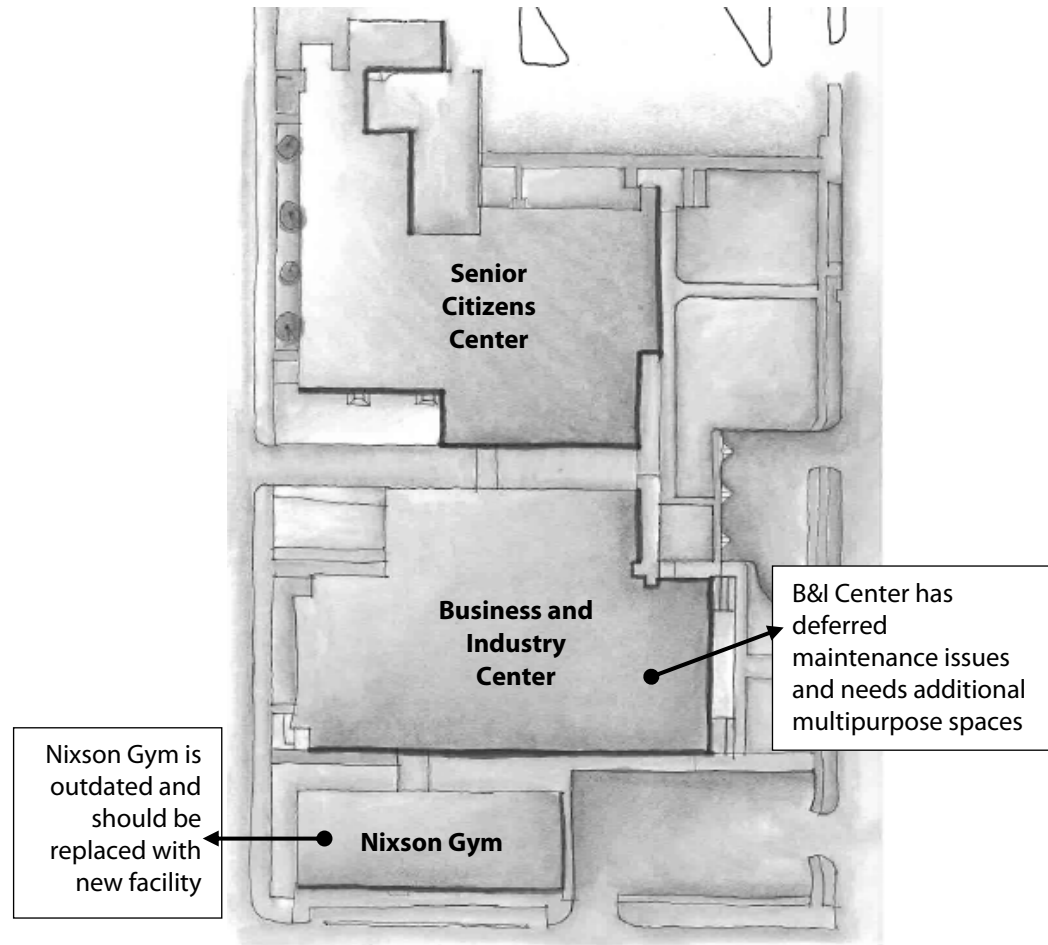 Senior
Citizens
Center
Business and
Industry
Center
B&I Center has
deferred
maintenance issues
and needs additional
multipurpose spaces
Nixson Gym is
outdated and
should be
replaced with
new facility
Nixson Gym